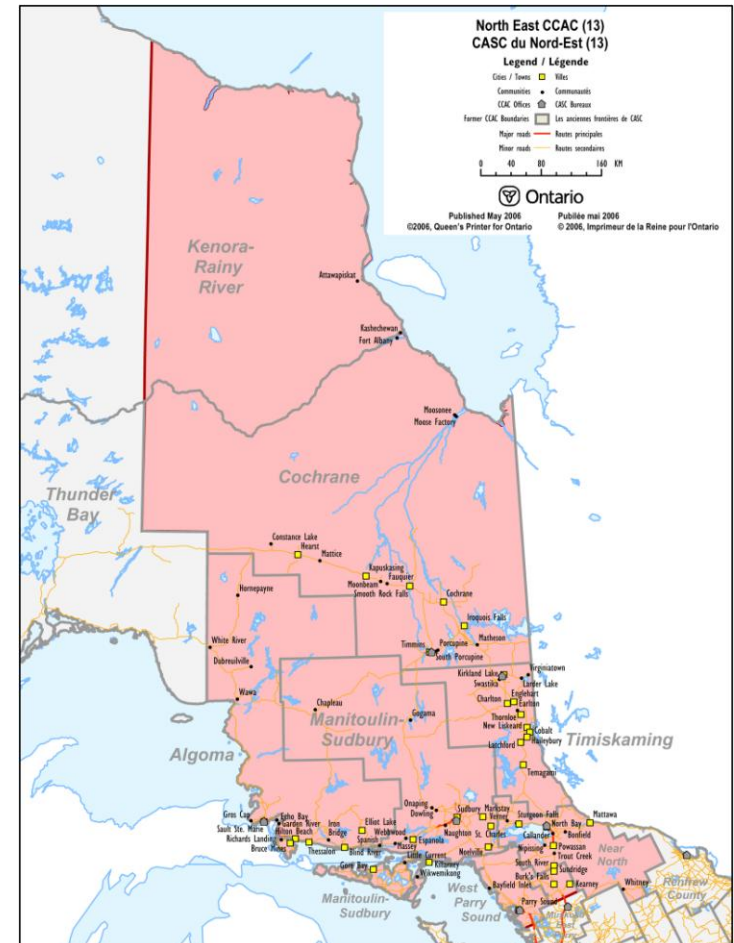 North East CCAC (13)
CASC du Nord-Est (13)
Legend / Légende
Cities / Towns Villes
Communities Communautés
CCAC Offices CASC Bureaux
Former CCAC Boundaries Les anciennes frontières de CASC
Major roads Routes principales
Minor roads Routes secondaires
0 40 80 160 KM
Ontario
Published May 2006 Publiée mai 2006
©2006, Queen's Printer for Ontario © 2006, Imprimeur de la Reine pour l'Ontario
Kenora-
Rainy
River
Attawapiskat
Kashechewan
Fort Albany
Moosonee
Moose Factory
Cochrane
Thunder
Bay
Constance Lake
Hearst
Mattice
Kapuskasing
Fauquier
Moonbeam
Smooth Rock Falls
Hornepayne
Cochrane
Iroquois Falls
White River
Timmins
Porcupine
Matheson
South Porcupine
Dubreuilville
Kirkland Lake
Virginiatown
Swastika
Larder Lake
Wawa
Chapleau
Charlton
Englehart
Earlton
Gogama
Manitoulin-
Sudbury
Thornloe
New Liskeard
Cobalt
Haileybury
Latchford
Timiskaming
Algoma
Temagami
Gros Cap
Echo Bay
Garden River
Sault Ste. Marie
Hilton Beach
Richards Landing
Bruce Mines
Iron
Bridge
Thessalon
Elliot Lake
Blind River
Spanish
Webbwood
Massey
Espanola
Onaping
Dowling
Sudbury
Markstay
Verner
Sturgeon Falls
Mattawa
Naughton
St. Charles
North Bay
Callander
Bonfield
Nipissing
Powassan
Trout Creek
Noelville
Little Current
Killarney
Gore Bay
Wikwemikong
South River
Sundridge
Near
North
Burk's Falls
Kearney
Bayfield Inlet
Whitney
Renfrew
County
Manitoulin-
Sudbury
West
Parry
Sound
Parry Sound